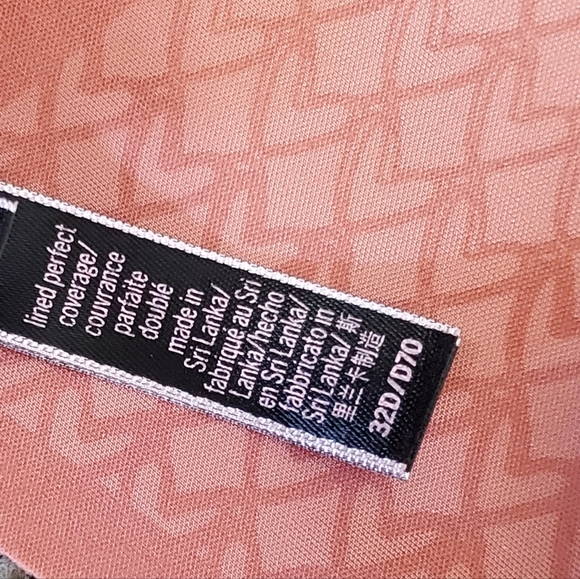 lined perfect
coverage/
couvrance
parfaite
doublé
made in
Sri Lanka/
fabriqué au Sri
Lanka/hecho
en Sri Lanka/
fabbricato in
Sri Lanka/ 斯
里兰卡制造
32D/D70